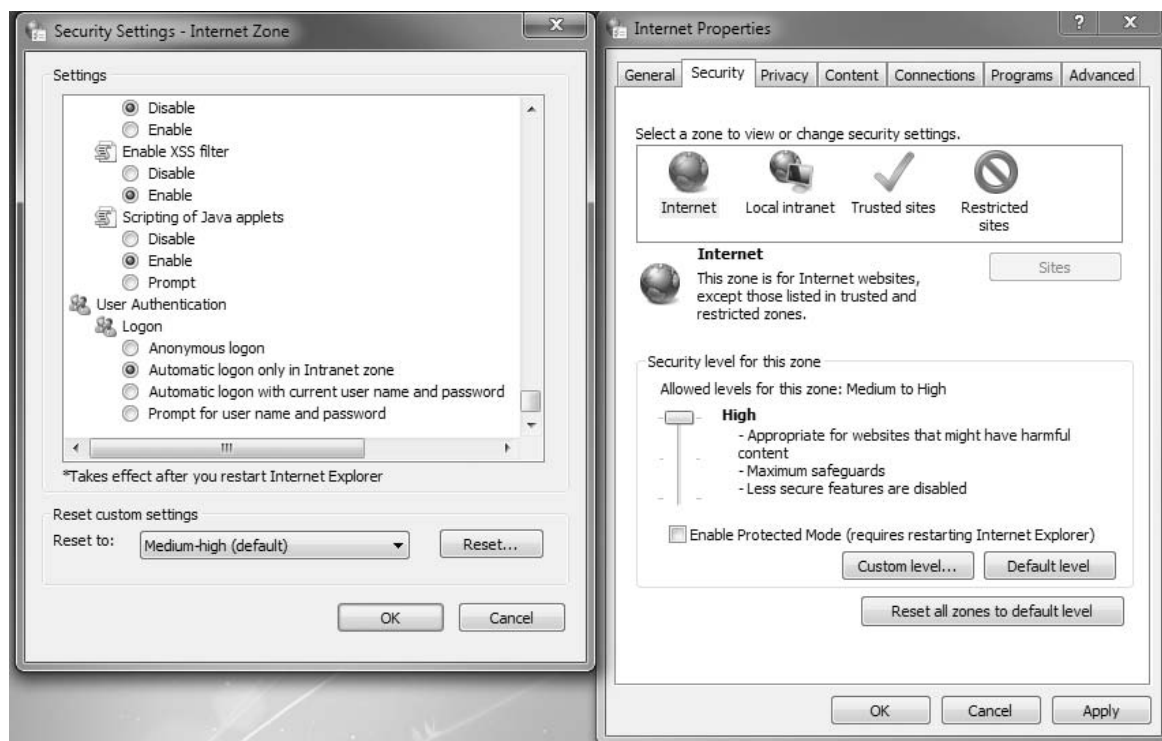 Security Settings - Internet Zone
X
Settings
Disable
Enable
Enable XSS filter
Disable
Enable
Scripting of Java applets
Disable
Enable
Prompt
User Authentication
Logon
Anonymous logon
Automatic logon only in Intranet zone
Automatic logon with current user name and password
Prompt for user name and password
*Takes effect after you restart Internet Explorer
Reset custom settings
Reset to:
Medium-high (default)
Reset...
OK
Cancel
Internet Properties
? X
General Security Privacy Content Connections Programs Advanced
Select a zone to view or change security settings.
Internet Local intranet Trusted sites Restricted
sites
Internet
Sites
This zone is for Internet websites,
except those listed in trusted and
restricted zones.
Security level for this zone
Allowed levels for this zone: Medium to High
High
- Appropriate for websites that might have harmful
content
- Maximum safeguards
- Less secure features are disabled
Enable Protected Mode (requires restarting Internet Explorer)
Custom level... Default level
Reset all zones to default level
OK Cancel Apply